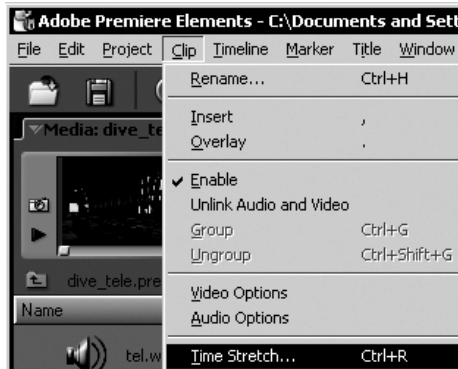 Adobe Premiere Elements - C:\Documents and Sett
File Edit Project Clip Timeline Marker Title Window
Rename... Ctrl+H
Insert ,
Media: dive_te
Overlay .
✓ Enable
Unlink Audio and Video
Group Ctrl+G
Ungroup Ctrl+Shift+G
dive_tele.pre
Video Options
Name
Audio Options
tel.w
Time Stretch... Ctrl+R